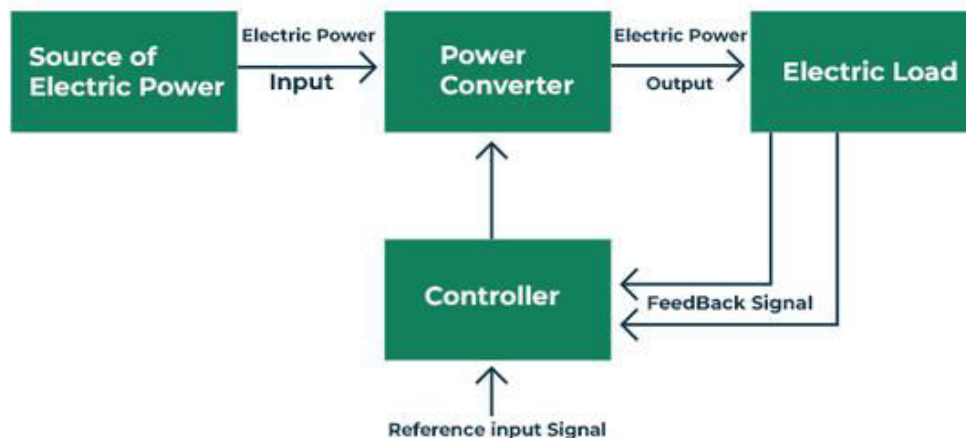 Source of
Electric Power
Electric Power
Input
Power
Converter
Electric Power
Output
Electric Load
Controller
FeedBack Signal
Reference input Signal